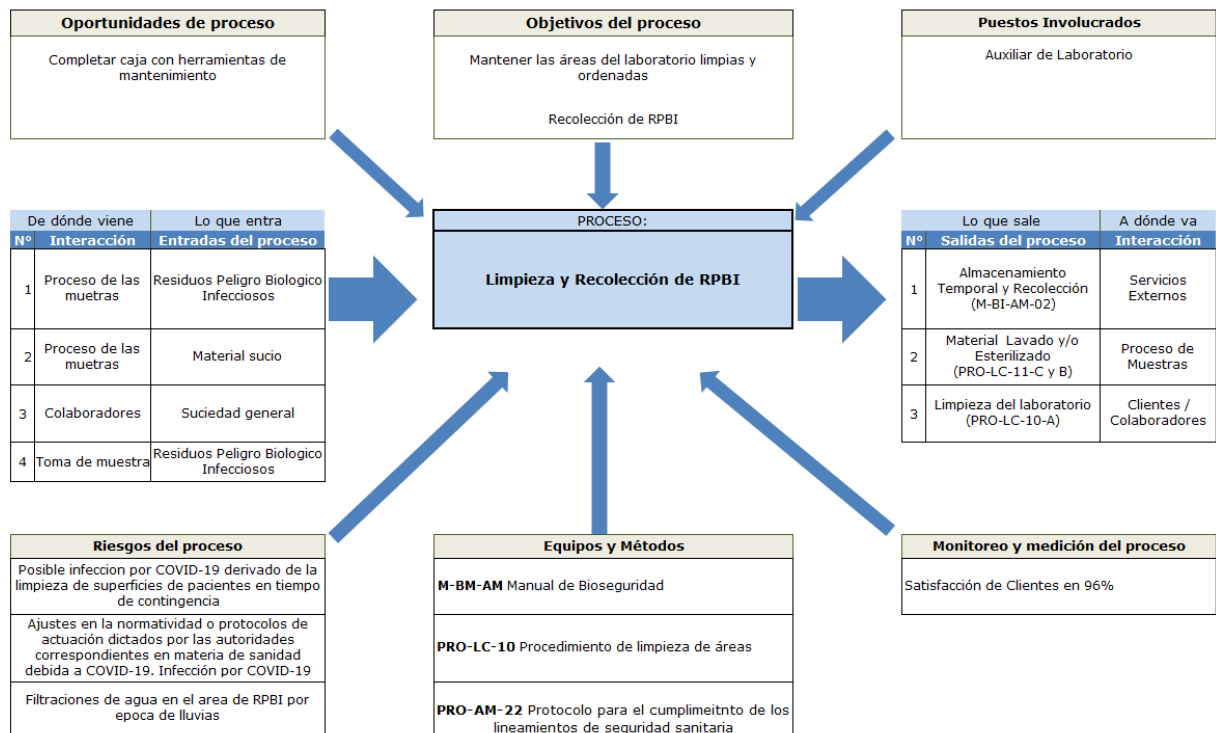 Oportunidades de proceso
Completar caja con herramientas de
mantenimiento
Objetivos del proceso
Mantener las áreas del laboratorio limpias y
ordenadas
Recolección de RPBI
Puestos Involucrados
Auxiliar de Laboratorio
De dónde viene
Lo que entra
Nº
Interacción
Entradas del proceso
1
Proceso de las
muetras
Residuos Peligro Biologico
Infecciosos
2
Proceso de las
muetras
Material sucio
3
Colaboradores
Suciedad general
4
Toma de muestra
Residuos Peligro Biologico
Infecciosos
PROCESO:
Limpieza y Recolección de RPBI
Lo que sale
A dónde va
Nº
Salidas del proceso
Interacción
1
Almacenamiento
Temporal y Recolección
(M-BI-AM-02)
Servicios
Externos
2
Material Lavado y/o
Esterilizado
(PRO-LC-11-C y B)
Proceso de
Muestras
3
Limpieza del laboratorio
(PRO-LC-10-A)
Clientes /
Colaboradores
Riesgos del proceso
Posible infeccion por COVID-19 derivado de la
limpieza de superficies de pacientes en tiempo
de contingencia
Ajustes en la normatividad o protocolos de
actuación dictados por las autoridades
correspondientes en materia de sanidad
debida a COVID-19. Infección por COVID-19
Filtraciones de agua en el area de RPBI por
epoca de lluvias
Equipos y Métodos
M-BM-AM Manual de Bioseguridad
PRO-LC-10 Procedimiento de limpieza de áreas
PRO-AM-22 Protocolo para el cumplimeitnto de los
lineamientos de seguridad sanitaria
Monitoreo y medición del proceso
Satisfacción de Clientes en 96%